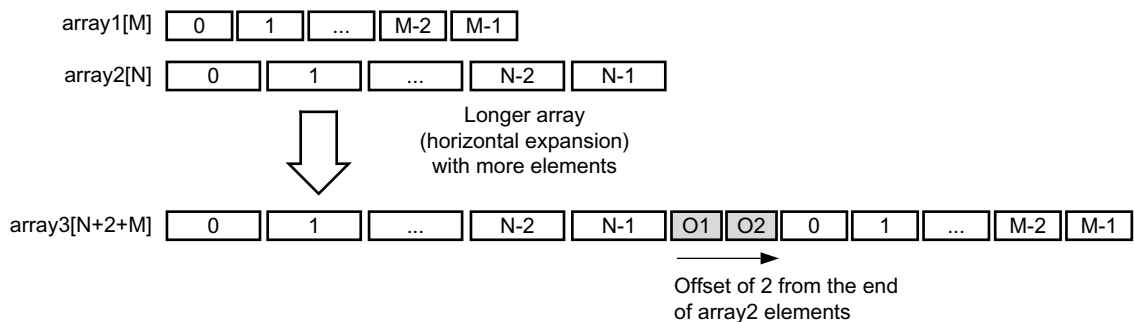 array1[M] 0 1 ... M-2 M-1
array2[N] 0 1 ... N-2 N-1
Longer array
(horizontal expansion)
with more elements
array3[N+2+M] 0 1 ... N-2 N-1 O1 O2 0 1 ... M-2 M-1
Offset of 2 from the end
of array2 elements